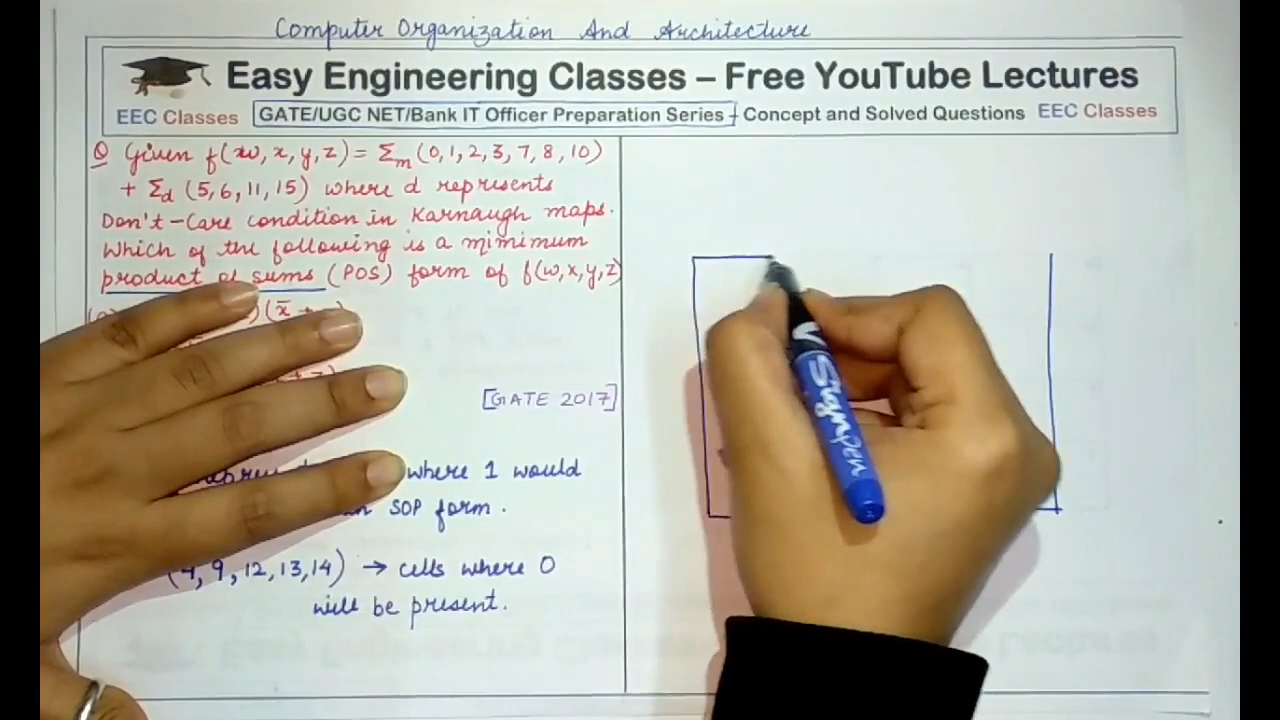 Computer Organization And Architecture
Easy Engineering Classes – Free YouTube Lectures
EEC Classes GATE/UGC NET/Bank IT Officer Preparation Series – Concept and Solved Questions EEC Classes
Q Given f(w, x, y, z) = Σm (0, 1, 2, 3, 7, 8, 10)
+ Σd (5, 6, 11, 15) where d represents
Don't-Care condition in Karnaugh maps.
Which of the following is a mimimum
product of sums (POS) form of f(w,x,y,z)
(x̄ +
[GATE 2017]
where 1 would
SOP form.
(4, 9, 12, 13, 14) → cells where 0
will be present.
Sign pen